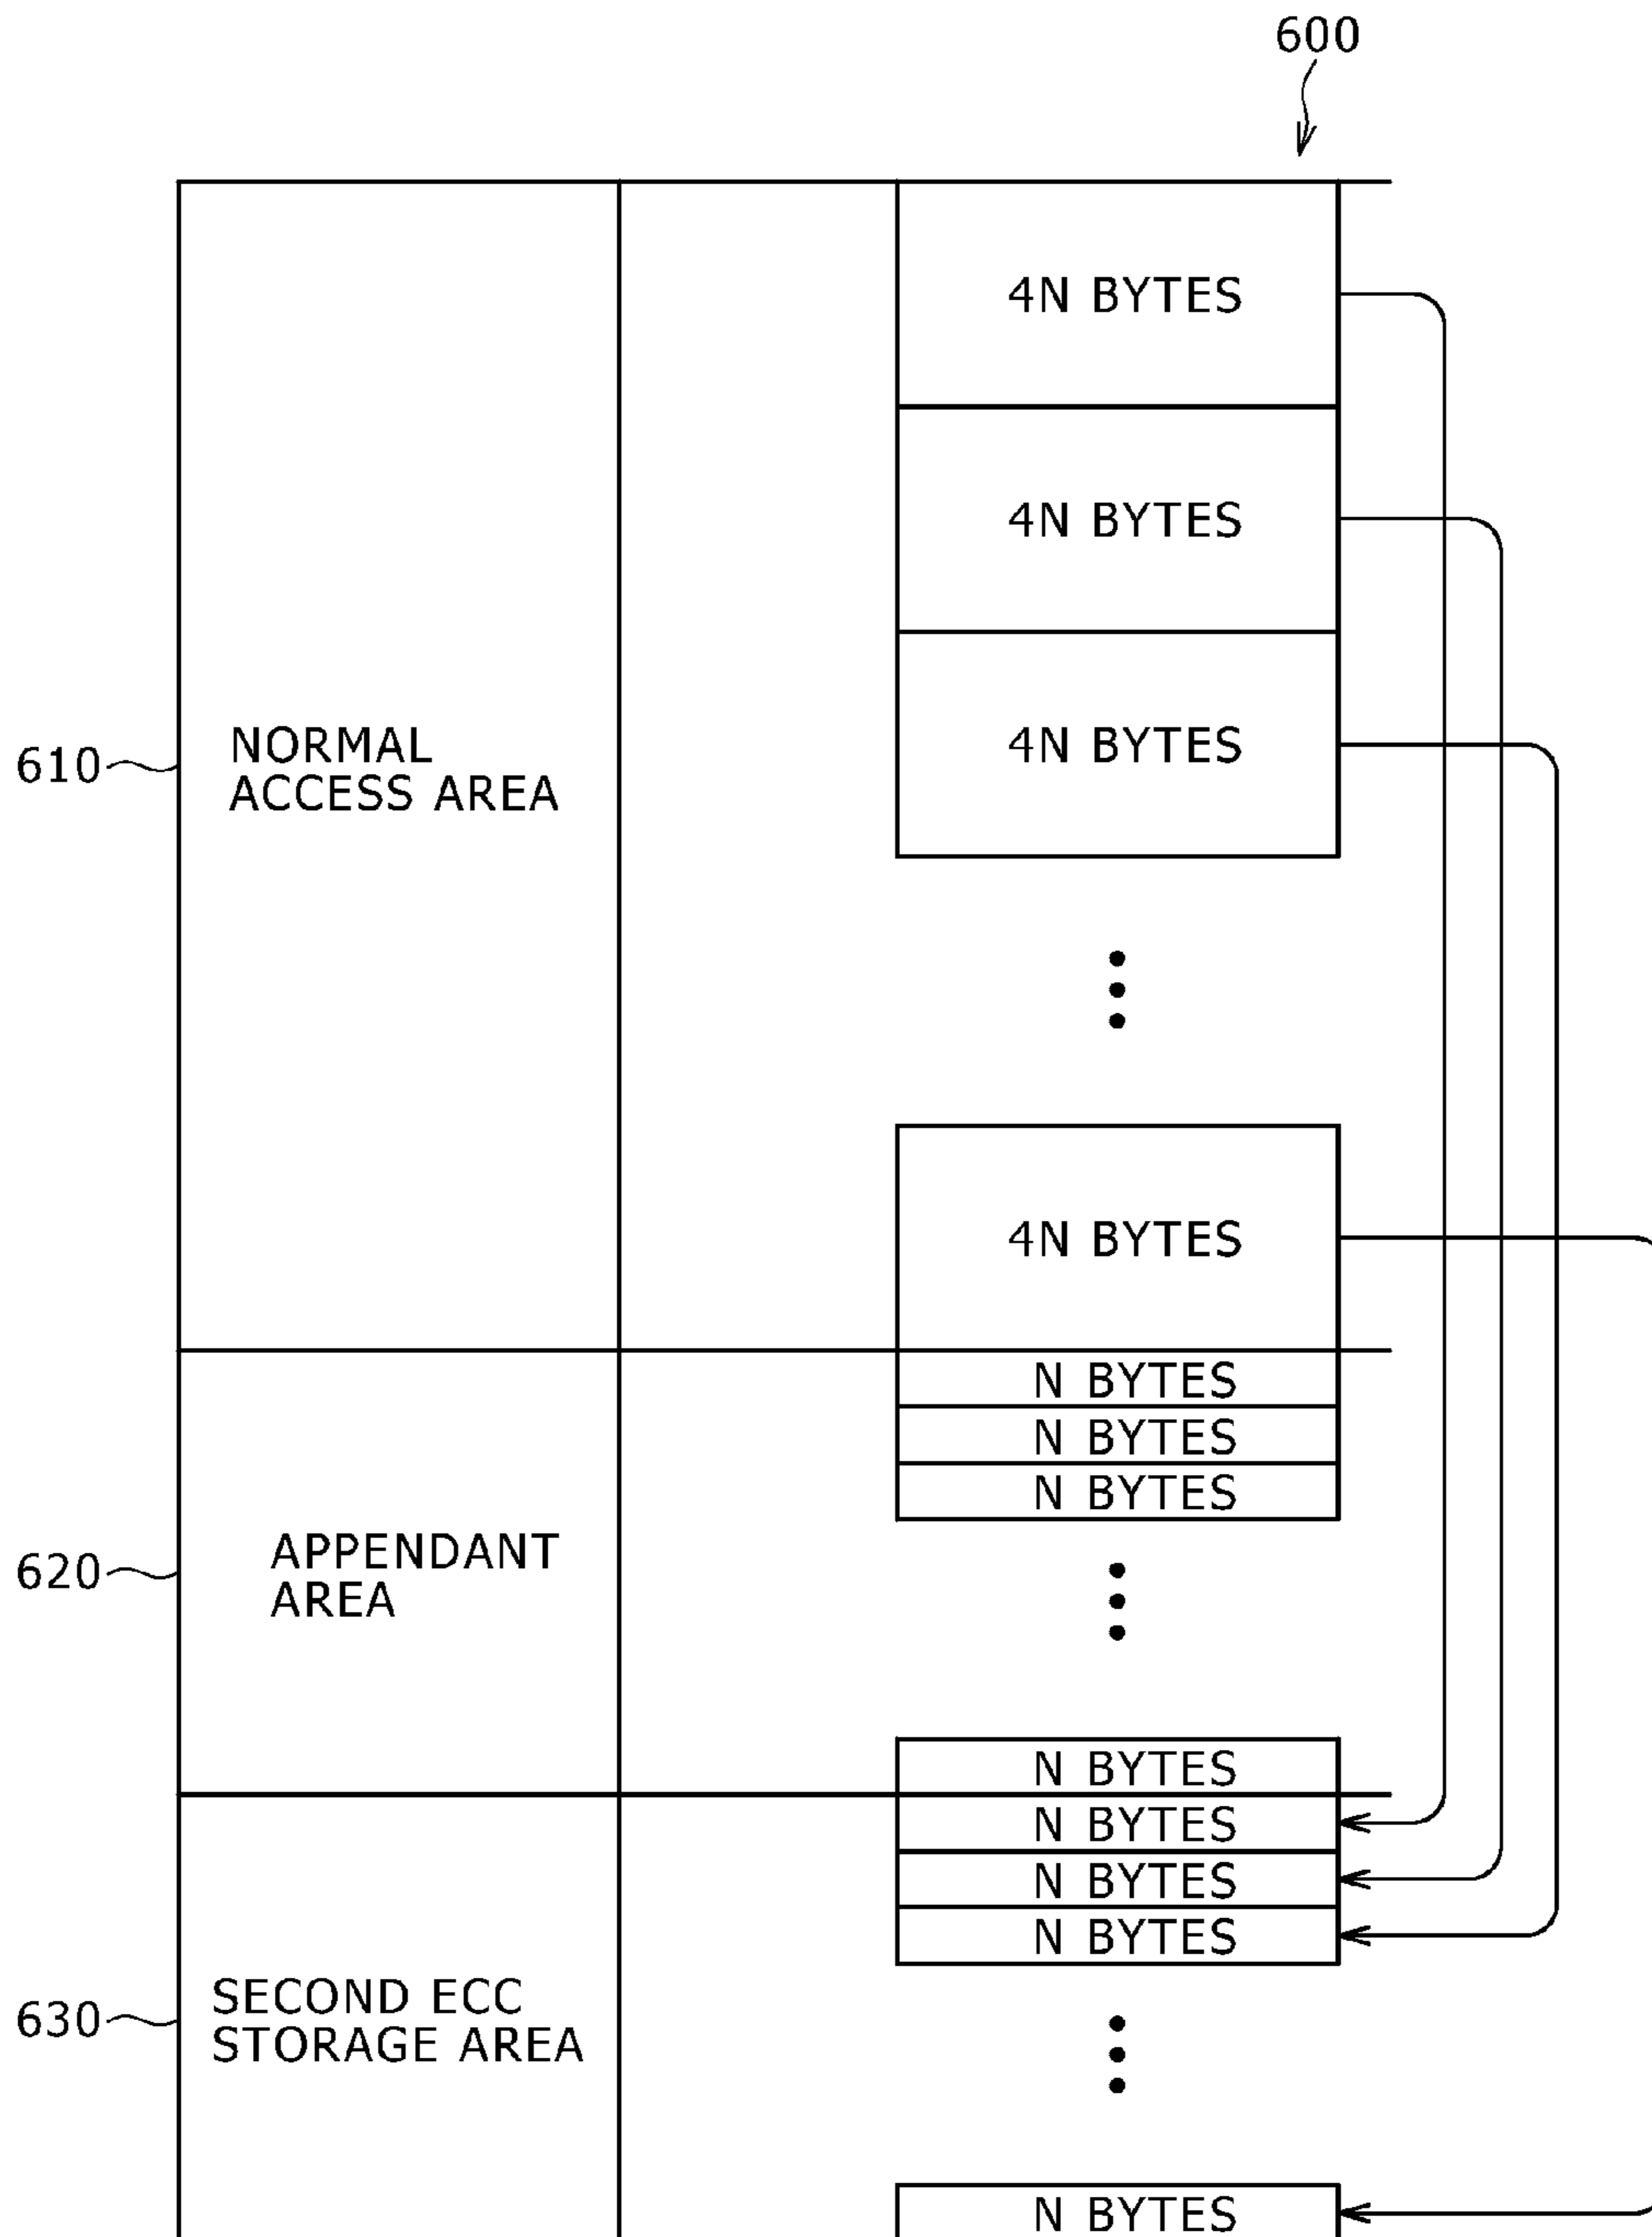 600
4N BYTES
4N BYTES
4N BYTES
610
NORMAL
ACCESS AREA
4N BYTES
N BYTES
N BYTES
N BYTES
620
APPENDANT
AREA
N BYTES
N BYTES
N BYTES
N BYTES
630
SECOND ECC
STORAGE AREA
N BYTES